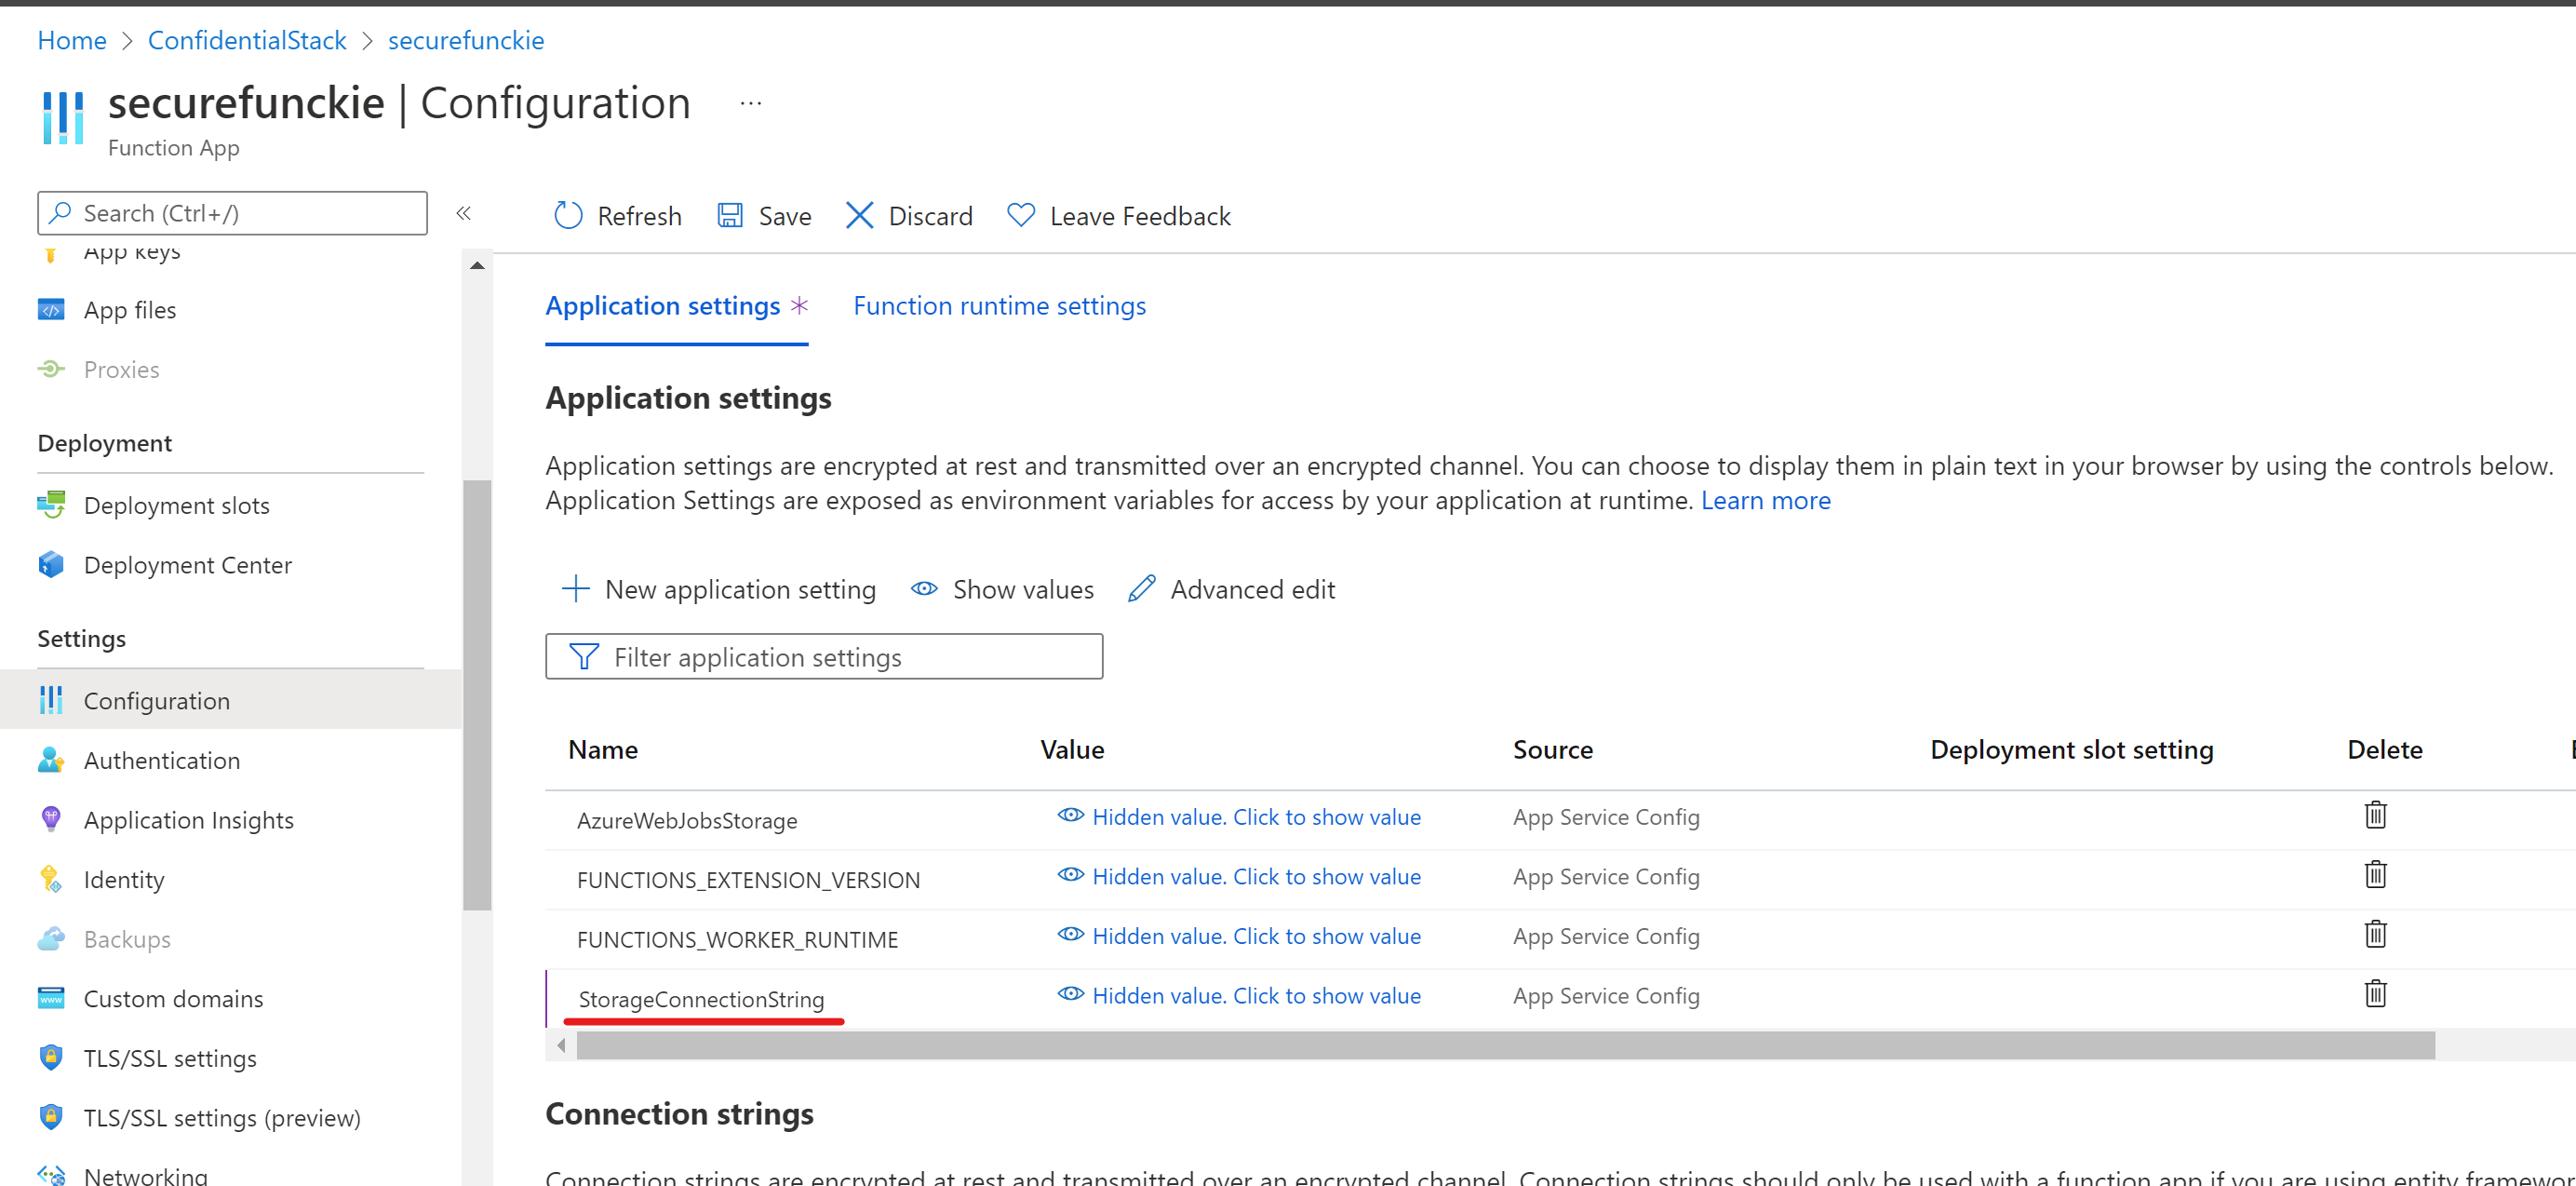 Home > ConfidentialStack > securefunckie
securefunckie | Configuration ...
Function App
Search (Ctrl+/)
«
Refresh Save Discard Leave Feedback
App keys
App files
Proxies
Deployment
Deployment slots
Deployment Center
Settings
Configuration
Authentication
Application Insights
Identity
Backups
Custom domains
TLS/SSL settings
TLS/SSL settings (preview)
Networking
Application settings * Function runtime settings
Application settings
Application settings are encrypted at rest and transmitted over an encrypted channel. You can choose to display them in plain text in your browser by using the controls below.
Application Settings are exposed as environment variables for access by your application at runtime. Learn more
New application setting Show values Advanced edit
Filter application settings
Name Value Source Deployment slot setting Delete
AzureWebJobsStorage Hidden value. Click to show value App Service Config
FUNCTIONS_EXTENSION_VERSION Hidden value. Click to show value App Service Config
FUNCTIONS_WORKER_RUNTIME Hidden value. Click to show value App Service Config
StorageConnectionString Hidden value. Click to show value App Service Config
Connection strings
Connection strings are encrypted at rest and transmitted over an encrypted channel. Connection strings should only be used with a function app if you are using entity